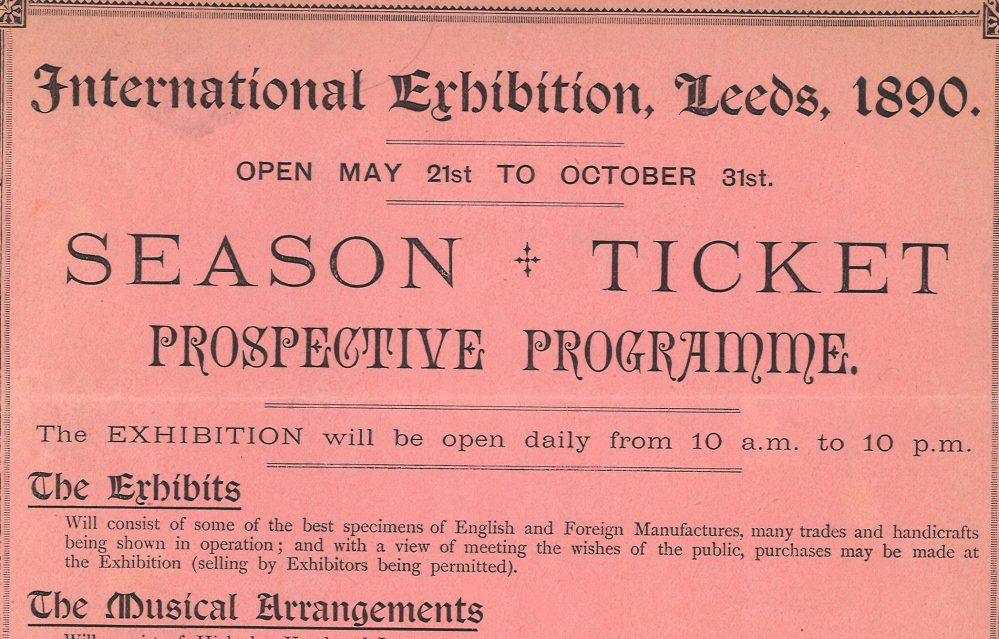 International Exhibition, Leeds, 1890.
OPEN MAY 21st TO OCTOBER 31st.
SEASON TICKET
PROSPECTIVE PROGRAMME.
The EXHIBITION will be open daily from 10 a.m. to 10 p.m.
The Exhibits
Will consist of some of the best specimens of English and Foreign Manufactures, many trades and handicrafts
being shown in operation; and with a view of meeting the wishes of the public, purchases may be made at
the Exhibition (selling by Exhibitors being permitted).
The Musical Arrangements